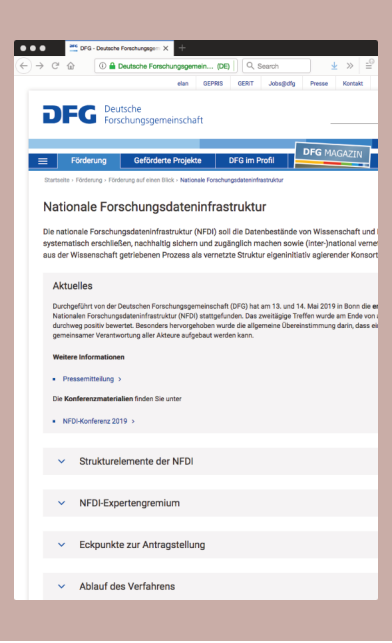 DFG - Deutsche Forschungsgem
Deutsche Forschungsgemein... (DE)
Search
elan GEPRIS GERIT Jobs@dfg Presse Kontakt
DFG Deutsche
Forschungsgemeinschaft
DFG MAGAZIN
Förderung Geförderte Projekte DFG im Profil
Startseite › Förderung › Förderung auf einen Blick › Nationale Forschungsdateninfrastruktur
Nationale Forschungsdateninfrastruktur
Die nationale Forschungsdateninfrastruktur (NFDI) soll die Datenbestände von Wissenschaft und
systematisch erschließen, nachhaltig sichern und zugänglich machen sowie (inter-)national vernet
aus der Wissenschaft getriebenen Prozess als vernetzte Struktur eigeninitiativ agierender Konsort
Aktuelles
Durchgeführt von der Deutschen Forschungsgemeinschaft (DFG) hat am 13. und 14. Mai 2019 in Bonn die
Nationalen Forschungsdateninfrastruktur (NFDI) stattgefunden. Das zweitägige Treffen wurde am Ende von
durchweg positiv bewertet. Besonders hervorgehoben wurde die allgemeine Übereinstimmung darin, dass
gemeinsamer Verantwortung aller Akteure aufgebaut werden kann.
Weitere Informationen
Pressemitteilung ›
Die Konferenzmaterialien finden Sie unter
NFDI-Konferenz 2019 ›
Strukturelemente der NFDI
NFDI-Expertengremium
Eckpunkte zur Antragstellung
Ablauf des Verfahrens